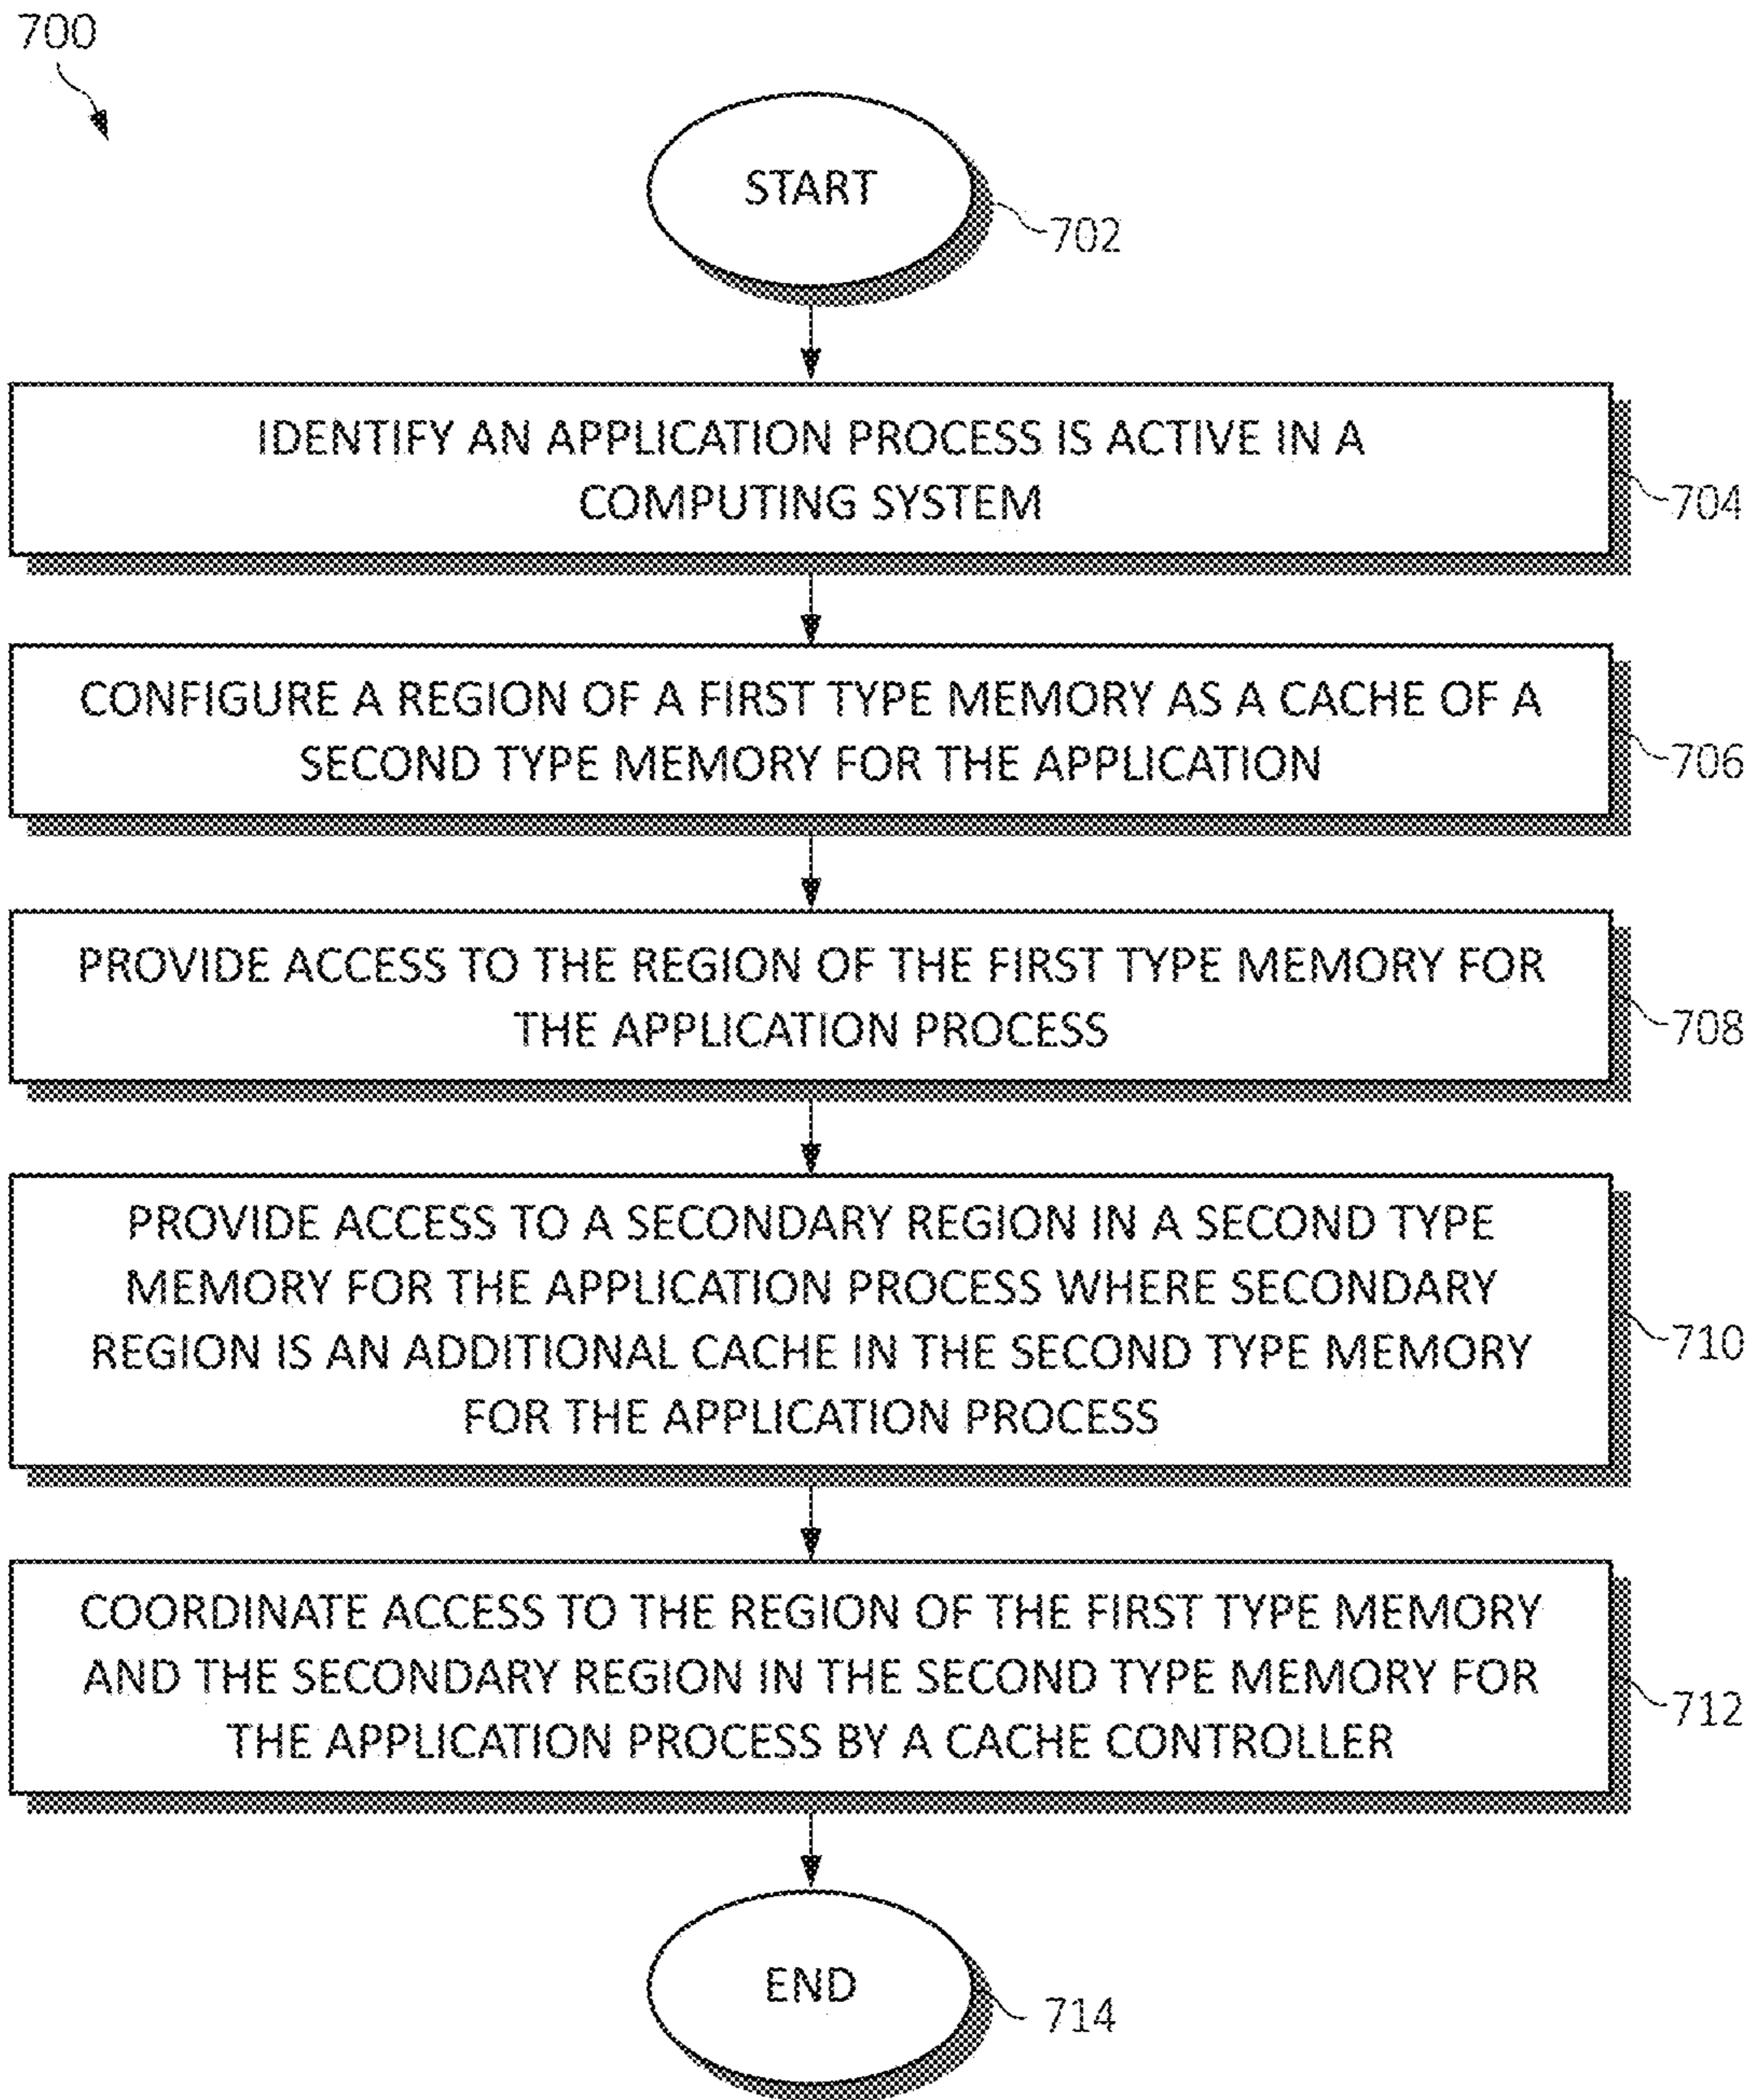 700
START
702
IDENTIFY AN APPLICATION PROCESS IS ACTIVE IN A
COMPUTING SYSTEM
704
CONFIGURE A REGION OF A FIRST TYPE MEMORY AS A CACHE OF A
SECOND TYPE MEMORY FOR THE APPLICATION
706
PROVIDE ACCESS TO THE REGION OF THE FIRST TYPE MEMORY FOR
THE APPLICATION PROCESS
708
PROVIDE ACCESS TO A SECONDARY REGION IN A SECOND TYPE
MEMORY FOR THE APPLICATION PROCESS WHERE SECONDARY
REGION IS AN ADDITIONAL CACHE IN THE SECOND TYPE MEMORY
FOR THE APPLICATION PROCESS
710
COORDINATE ACCESS TO THE REGION OF THE FIRST TYPE MEMORY
AND THE SECONDARY REGION IN THE SECOND TYPE MEMORY FOR
THE APPLICATION PROCESS BY A CACHE CONTROLLER
712
END
714